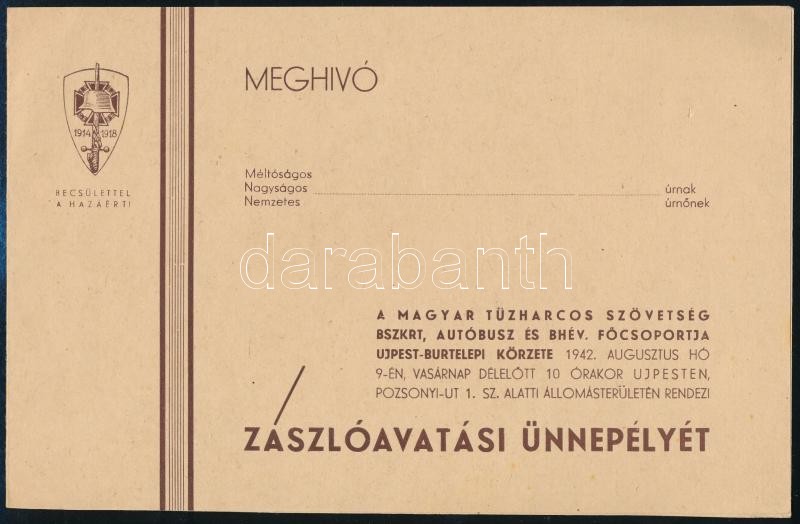 MEGHIVÓ
1914 1918
BECSÜLETTEL
A HAZÁÉRT!
Méltóságos
Nagyságos úrnak
Nemzetes úrnőnek
darabanth
A MAGYAR TŰZHARCOS SZÖVETSÉG
BSZKRT, AUTÓBUSZ ÉS BHÉV. FŐCSOPORTJA
UJPEST-BURTELEPI KÖRZETE 1942. AUGUSZTUS HÓ
9-ÉN, VASÁRNAP DÉLELŐTT 10 ÓRAKOR UJPESTEN,
POZSONYI-UT 1. SZ. ALATTI ÁLLOMÁSTERÜLETÉN RENDEZI
ZÁSZLÓAVATÁSI ÜNNEPÉLYÉT